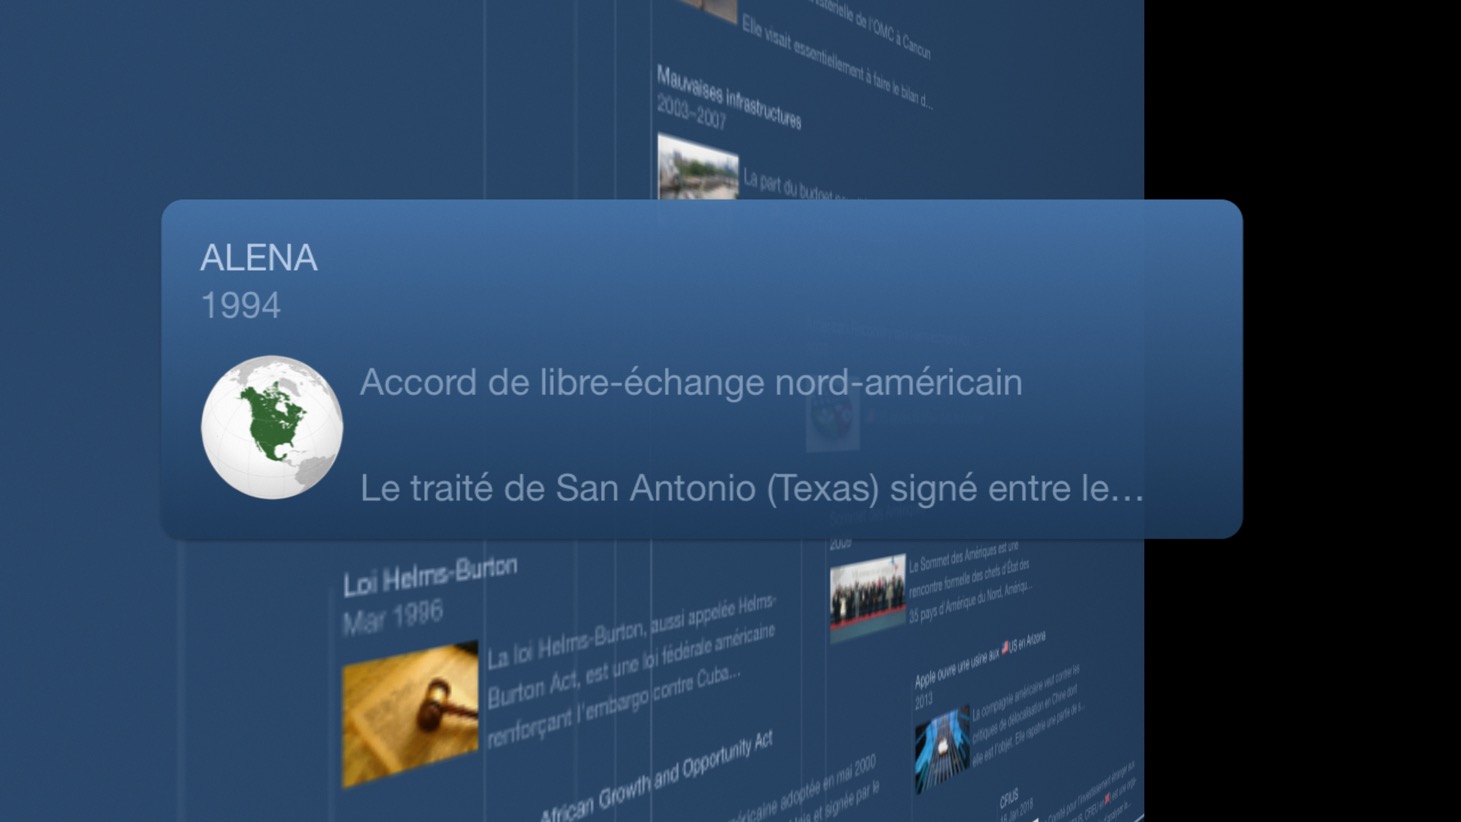 de l'OMC à Cancun
Elle visait essentiellement à faire le bilan d...
Mauvaises infrastructures
2003–2007
La part du budget
ALENA
1994
Accord de libre-échange nord-américain
Le traité de San Antonio (Texas) signé entre le…
Loi Helms-Burton
Mar 1996
La loi Helms-Burton, aussi appelée Helms-
Burton Act, est une loi fédérale américaine
renforçant l'embargo contre Cuba...
African Growth and Opportunity Act
adoptée en mai 2000
et signée par le
Le Sommet des Amériques est une
rencontre formelle des chefs d'État des
35 pays d'Amérique du Nord, Amériqu...
Apple ouvre une usine aux US en Arizona
2013
La compagnie américaine veut contrer les
critiques de délocalisation en Chine dont
elle est l'objet. Elle rapatrie une partie de s...
CFIUS